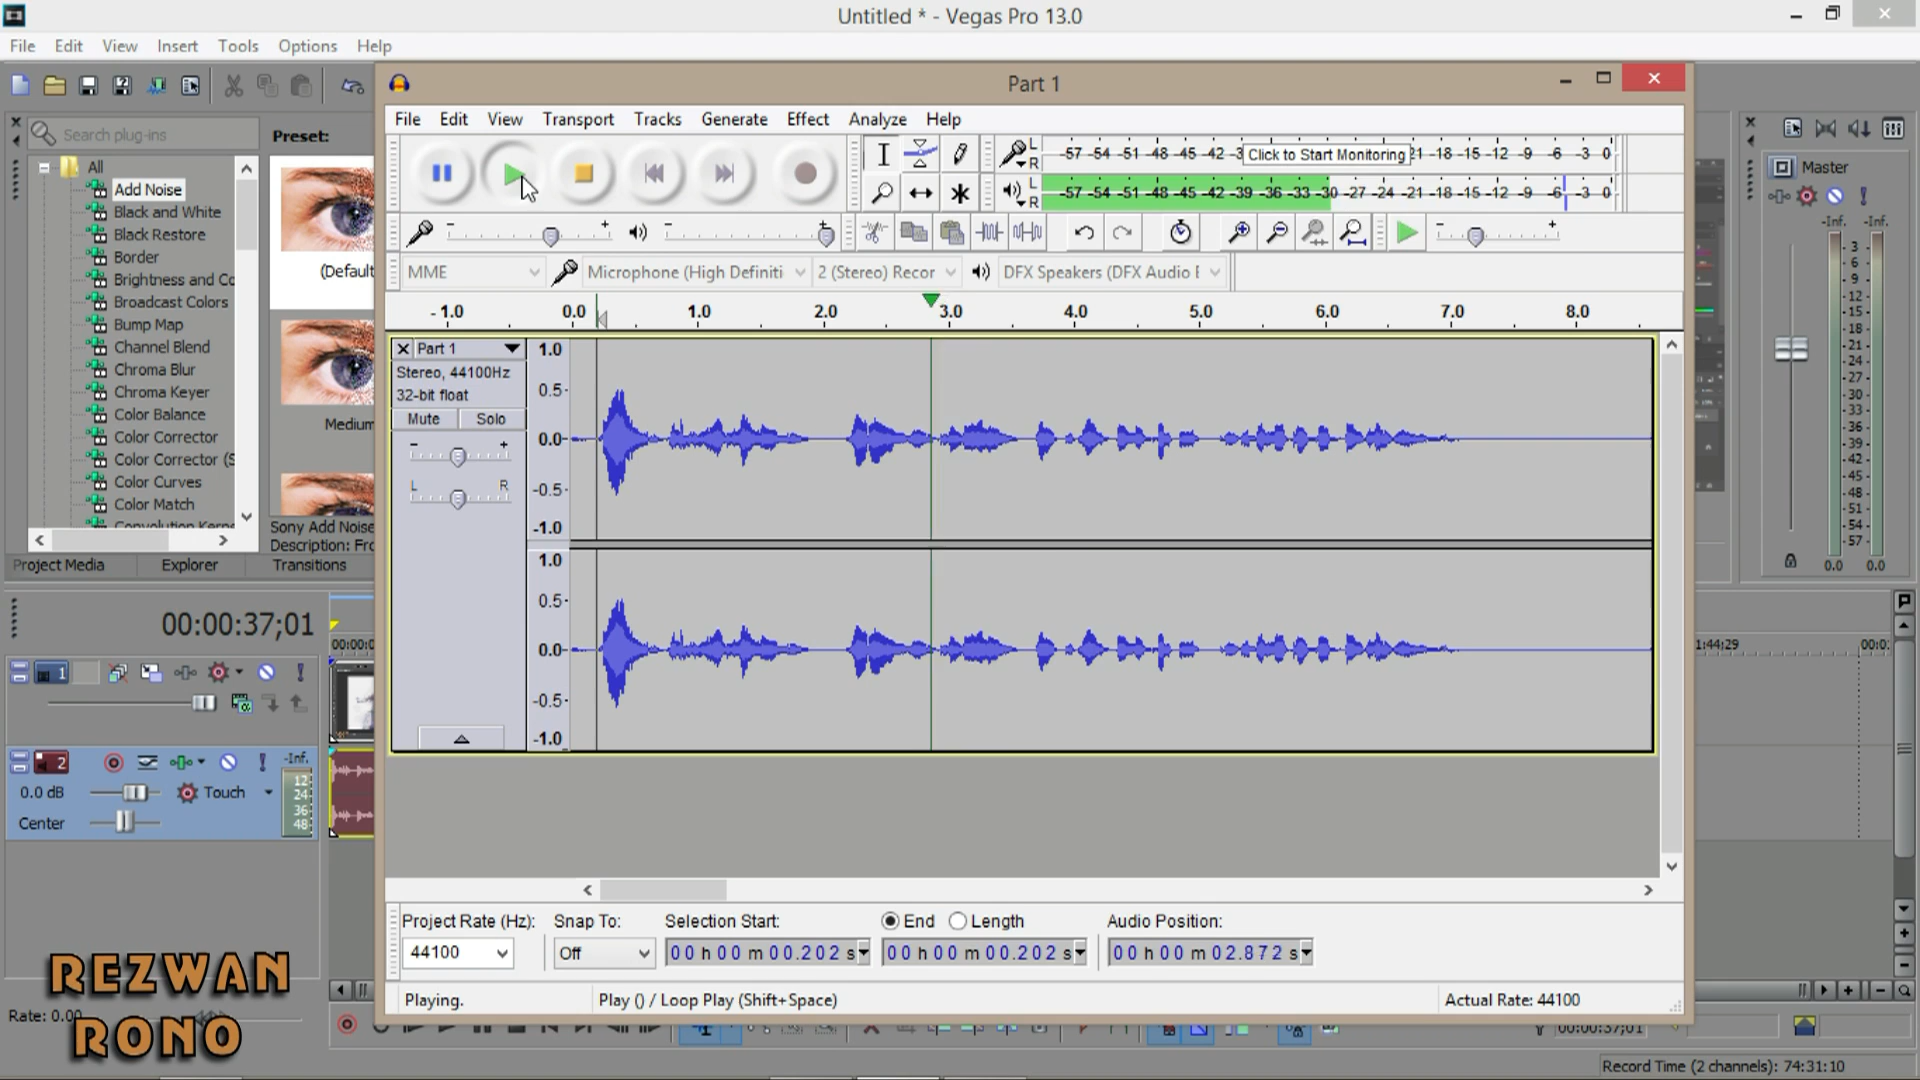 Untitled * - Vegas Pro 13.0
File Edit View Insert Tools Options Help
Search plug-ins
Preset:
All
Add Noise
Black and White
Black Restore
Border
Brightness and Co
Broadcast Colors
Bump Map
Channel Blend
Chroma Blur
Chroma Keyer
Color Balance
Color Corrector
Color Corrector (S
Color Curves
Color Match
(Default
Medium
Sony Add Noise
Description: Fro
Project Media Explorer Transitions
Part 1
File Edit View Transport Tracks Generate Effect Analyze Help
L
R
-57 -54 -51 -48 -45 -42 -3
Click to Start Monitoring
21 -18 -15 -12 -9 -6 -3 0
L
R
-57 -54 -51 -48 -45 -42 -39 -36 -33 -30 -27 -24 -21 -18 -15 -12 -9 -6 -3 0
- +
- +
- +
MME
Microphone (High Definiti
2 (Stereo) Recor
DFX Speakers (DFX Audio E
-1.0 0.0 1.0 2.0 3.0 4.0 5.0 6.0 7.0 8.0
Part 1
Stereo, 44100Hz
32-bit float
Mute Solo
- +
L R
1.0
0.5
0.0
-0.5
-1.0
1.0
0.5
0.0
-0.5
-1.0
Master
-Inf. -Inf.
3
6
9
12
15
18
21
24
27
30
33
36
39
42
45
48
51
54
57
0.0 0.0
00:00:37;01
00:00:0
1:44;29
00:0:
1
2
-Inf.
12
24
36
48
0.0 dB
Touch
Center
Project Rate (Hz):
44100
Snap To:
Off
Selection Start:
00 h 00 m 00.202 s
End Length
00 h 00 m 00.202 s
Audio Position:
00 h 00 m 02.872 s
Playing.
Play () / Loop Play (Shift+Space)
Actual Rate: 44100
REZWAN
RONO
Rate: 0.00
00:00:37;01
Record Time (2 channels): 74:31:10